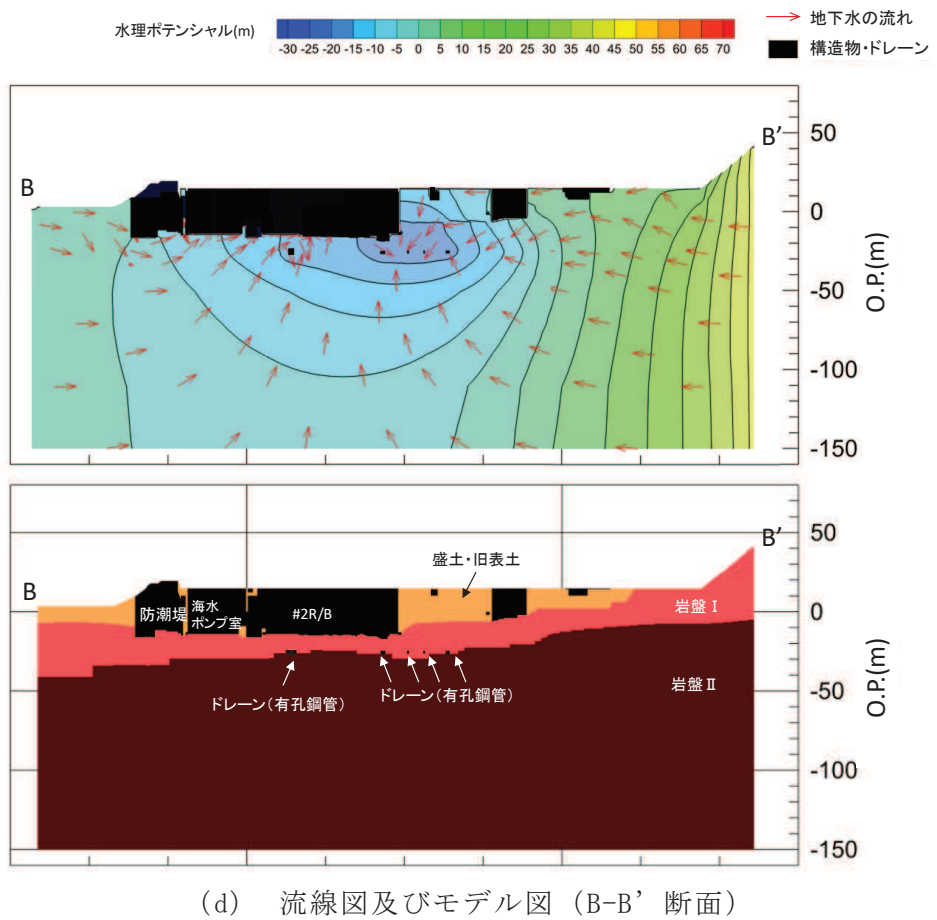 水理ポテンシャル(m)
-30 -25 -20 -15 -10 -5 0 5 10 15 20 25 30 35 40 45 50 55 60 65 70
地下水の流れ
構造物・ドレーン
B
B’
50
0
-50
-100
-150
O.P.(m)
B
B’
盛土・旧表土
防潮堤
海水
ポンプ室
#2R/B
岩盤Ⅰ
ドレーン(有孔鋼管)
ドレーン(有孔鋼管)
岩盤Ⅱ
50
0
-50
-100
-150
O.P.(m)
(d) 流線図及びモデル図 (B-B’ 断面)